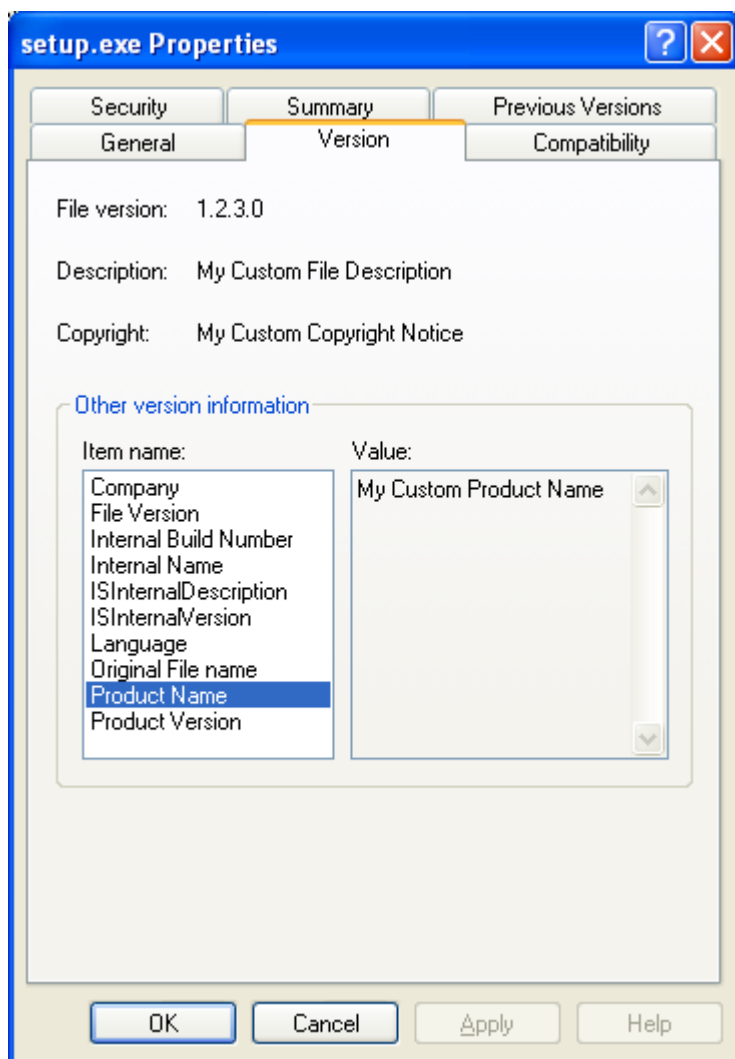 setup.exe Properties
Security Summary Previous Versions
General Version Compatibility
File version: 1.2.3.0
Description: My Custom File Description
Copyright: My Custom Copyright Notice
Other version information
Item name: Value:
Company My Custom Product Name
File Version
Internal Build Number
Internal Name
ISInternalDescription
ISInternalVersion
Language
Original File name
Product Name
Product Version
OK Cancel Apply Help